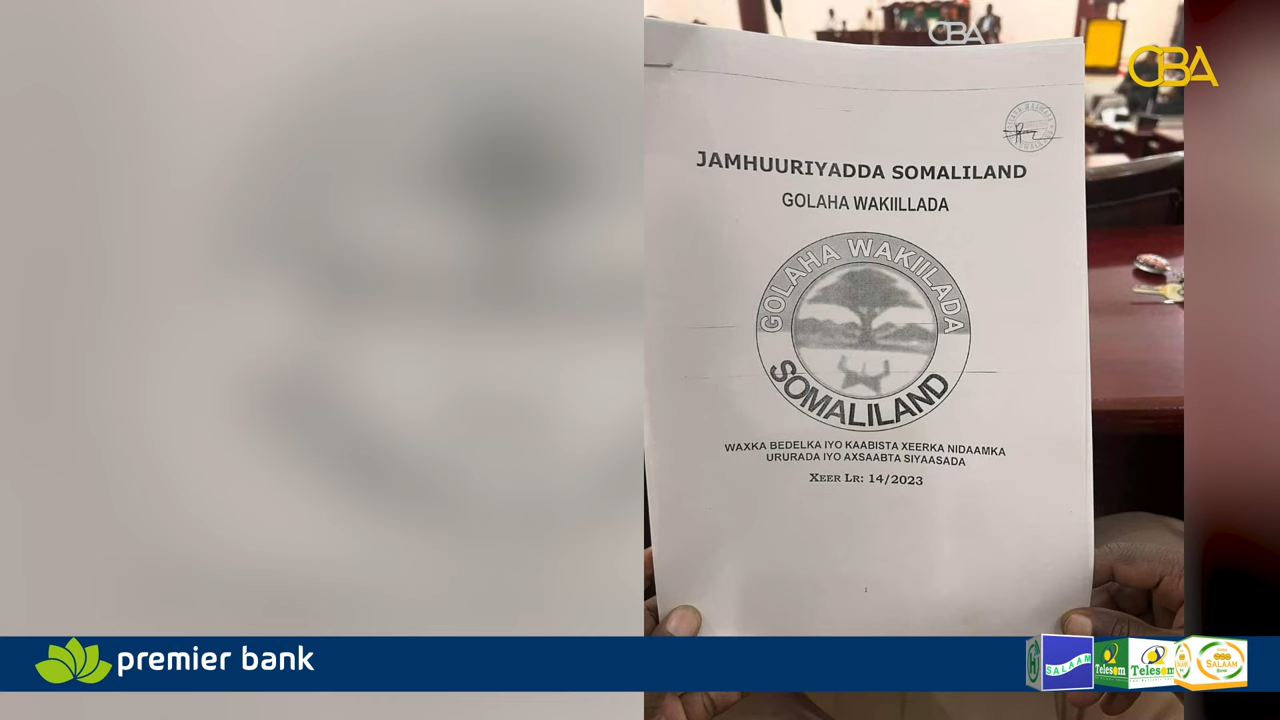 CBA
CBA
JAMHUURIYADDA SOMALILAND
GOLAHA WAKIILLADA
GOLAHA WAKIILADA
SOMALILAND
WAXKA BEDELKA IYO KAABISTA XEERKA NIDAAMKA
URURADA IYO AXSAABTA SIYAASADA
XEER LR: 14/2023
1
premier bank
SALAAM
Telesom
Telesom
SALAAM